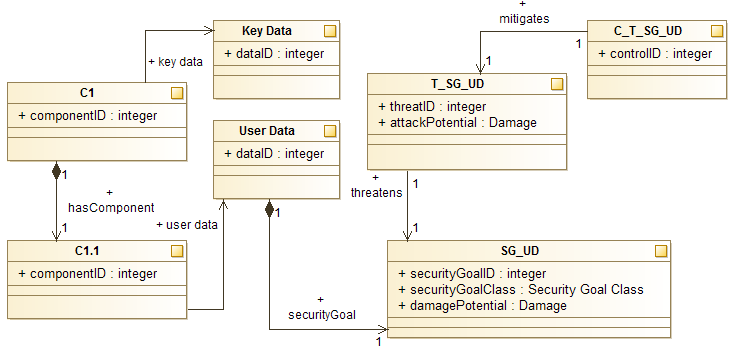 mitigates
1
1
Key Data
+ dataID : integer
C_T_SG_UD
+ controlID : integer
+ key data
C1
+ componentID : integer
T_SG_UD
+ threatID : integer
+ attackPotential : Damage
User Data
+ dataID : integer
1
+
hasComponent
1
+ user data
1
+
threatens
1
1
C1.1
+ componentID : integer
SG_UD
+ securityGoalID : integer
+ securityGoalClass : Security Goal Class
+ damagePotential : Damage
+
securityGoal
1